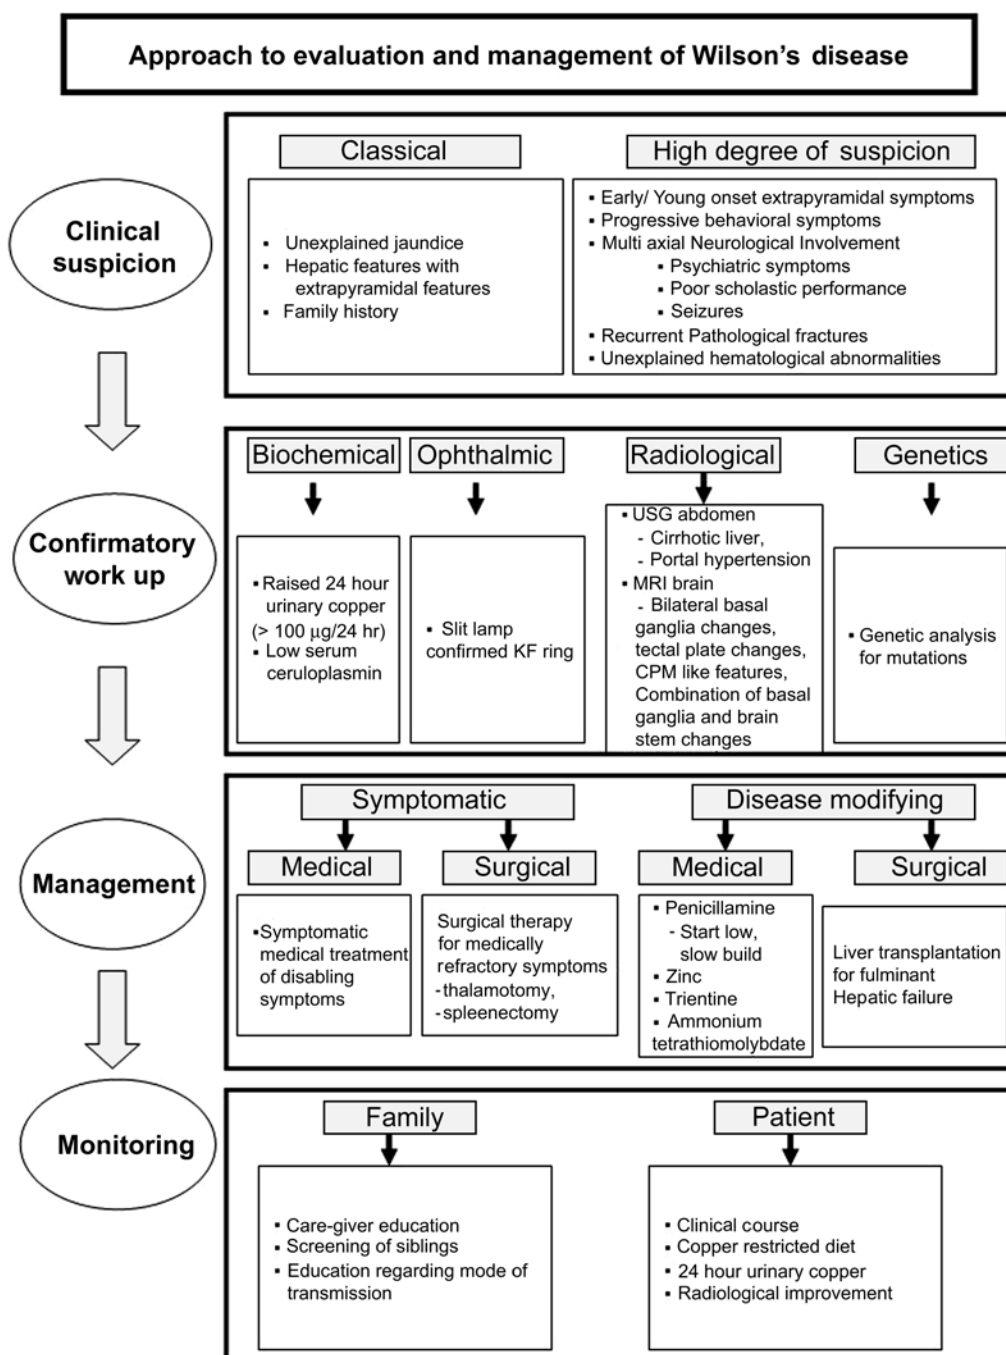 Approach to evaluation and management of Wilson's disease
Clinical
suspicion
Classical
▪ Unexplained jaundice
▪ Hepatic features with
extrapyramidal features
▪ Family history
High degree of suspicion
▪ Early/ Young onset extrapyramidal symptoms
▪ Progressive behavioral symptoms
▪ Multi axial Neurological Involvement
▪ Psychiatric symptoms
▪ Poor scholastic performance
▪ Seizures
▪ Recurrent Pathological fractures
▪ Unexplained hematological abnormalities
Confirmatory
work up
Biochemical
▪ Raised 24 hour
urinary copper
(> 100 µg/24 hr)
▪ Low serum
ceruloplasmin
Ophthalmic
▪ Slit lamp
confirmed KF ring
Radiological
▪ USG abdomen
- Cirrhotic liver,
- Portal hypertension
▪ MRI brain
- Bilateral basal
ganglia changes,
tectal plate changes,
CPM like features,
Combination of basal
ganglia and brain
stem changes
Genetics
▪ Genetic analysis
for mutations
Management
Symptomatic
Medical
▪ Symptomatic
medical treatment
of disabling
symptoms
Surgical
Surgical therapy
for medically
refractory symptoms
-thalamotomy,
-spleenectomy
Disease modifying
Medical
▪ Penicillamine
- Start low,
slow build
▪ Zinc
▪ Trientine
▪ Ammonium
tetrathiomolybdate
Surgical
Liver transplantation
for fulminant
Hepatic failure
Monitoring
Family
▪ Care-giver education
▪ Screening of siblings
▪ Education regarding mode of
transmission
Patient
▪ Clinical course
▪ Copper restricted diet
▪ 24 hour urinary copper
▪ Radiological improvement